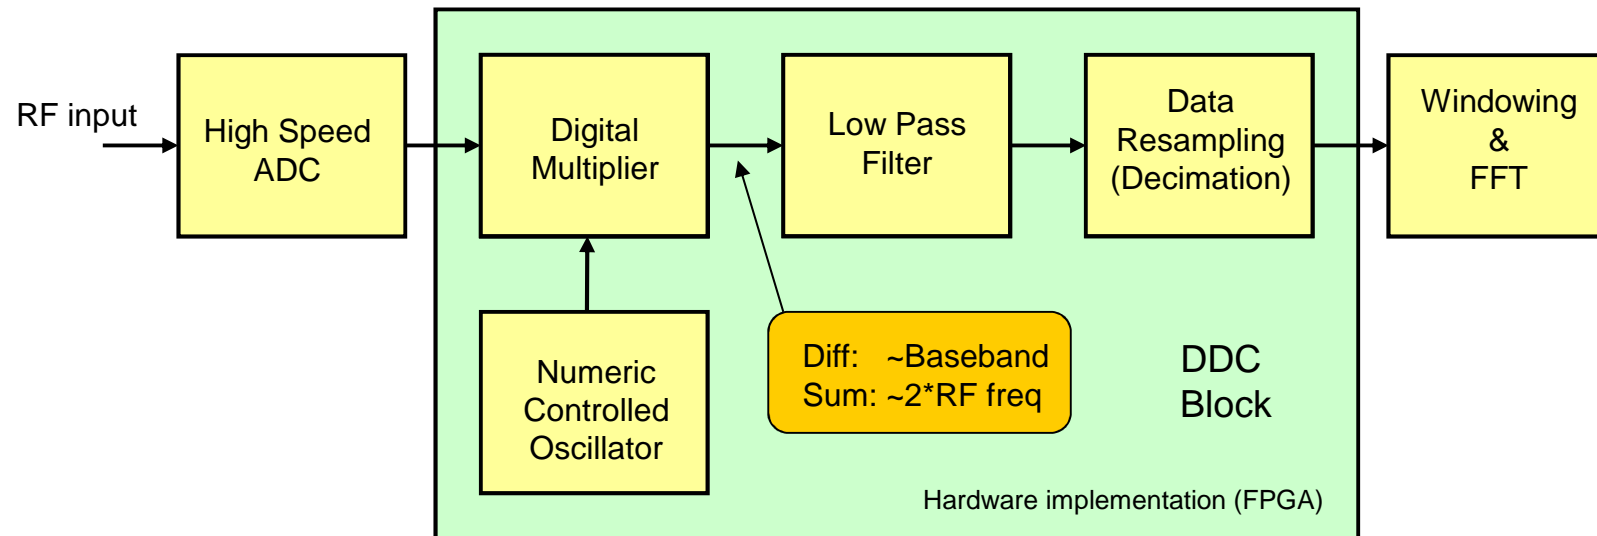 RF input
High Speed
ADC
Digital
Multiplier
Low Pass
Filter
Data
Resampling
(Decimation)
Windowing
&
FFT
Numeric
Controlled
Oscillator
Diff: ~Baseband
Sum: ~2*RF freq
DDC
Block
Hardware implementation (FPGA)